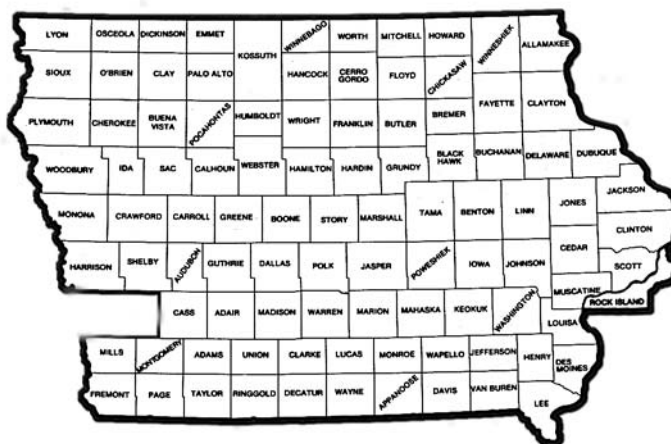 LYON
OSCEOLA
DICKINSON
EMMET
KOSSUTH
WINNEBAGO
WORTH
MITCHELL
HOWARD
WINNESHIEK
ALLAMAKEE
SIOUX
O'BRIEN
CLAY
PALO ALTO
HANCOCK
CERRO
GORDO
FLOYD
CHICKASAW
PLYMOUTH
CHEROKEE
BUENA
VISTA
POCAHONTAS
HUMBOLDT
WRIGHT
FRANKLIN
BUTLER
BREMER
FAYETTE
CLAYTON
WOODBURY
IDA
SAC
CALHOUN
WEBSTER
HAMILTON
HARDIN
GRUNDY
BLACK
HAWK
BUCHANAN
DELAWARE
DUBUQUE
MONONA
CRAWFORD
CARROLL
GREENE
BOONE
STORY
MARSHALL
TAMA
BENTON
LINN
JONES
JACKSON
CLINTON
HARRISON
SHELBY
AUDUBON
GUTHRIE
DALLAS
POLK
JASPER
POWESHIEK
IOWA
JOHNSON
CEDAR
SCOTT
MUSCATINE
ROCK ISLAND
CASS
ADAIR
MADISON
WARREN
MARION
MAHASKA
KEOKUK
WASHINGTON
LOUISA
MILLS
MONTGOMERY
ADAMS
UNION
CLARKE
LUCAS
MONROE
WAPELLO
JEFFERSON
HENRY
DES
MOINES
FREMONT
PAGE
TAYLOR
RINGGOLD
DECATUR
WAYNE
APPANOOSE
DAVIS
VAN BUREN
LEE